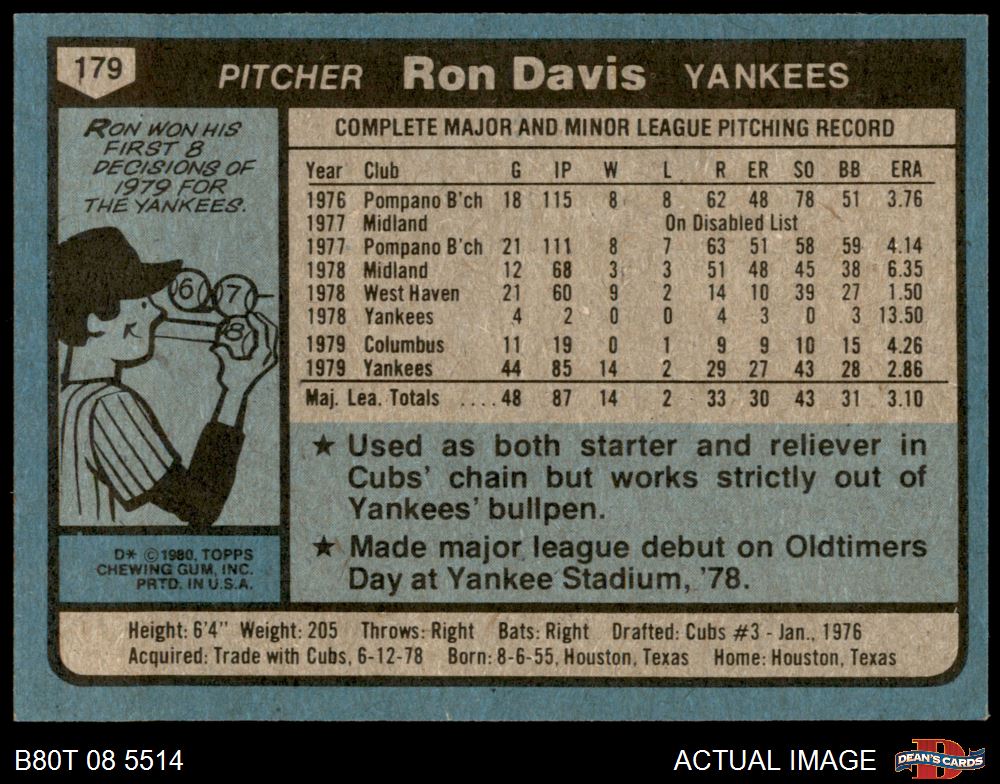 179 PITCHER Ron Davis YANKEES
RON WON HIS
FIRST 8
DECISIONS OF
1979 FOR
THE YANKEES.
6 7
8
D* ©1980, TOPPS
CHEWING GUM, INC.
PRTD. IN U.S.A.
COMPLETE MAJOR AND MINOR LEAGUE PITCHING RECORD
Year Club G IP W L R ER SO BB ERA
1976 Pompano B'ch 18 115 8 8 62 48 78 51 3.76
1977 Midland On Disabled List
1977 Pompano B'ch 21 111 8 7 63 51 58 59 4.14
1978 Midland 12 68 3 3 51 48 45 38 6.35
1978 West Haven 21 60 9 2 14 10 39 27 1.50
1978 Yankees 4 2 0 0 4 3 0 3 13.50
1979 Columbus 11 19 0 1 9 9 10 15 4.26
1979 Yankees 44 85 14 2 29 27 43 28 2.86
Maj. Lea. Totals ....48 87 14 2 33 30 43 31 3.10
★ Used as both starter and reliever in
Cubs' chain but works strictly out of
Yankees' bullpen.
★ Made major league debut on Oldtimers
Day at Yankee Stadium, '78.
Height: 6'4" Weight: 205 Throws: Right Bats: Right Drafted: Cubs #3 - Jan., 1976
Acquired: Trade with Cubs, 6-12-78 Born: 8-6-55, Houston, Texas Home: Houston, Texas
B80T 08 5514 ACTUAL IMAGE D DEAN'S CARDS